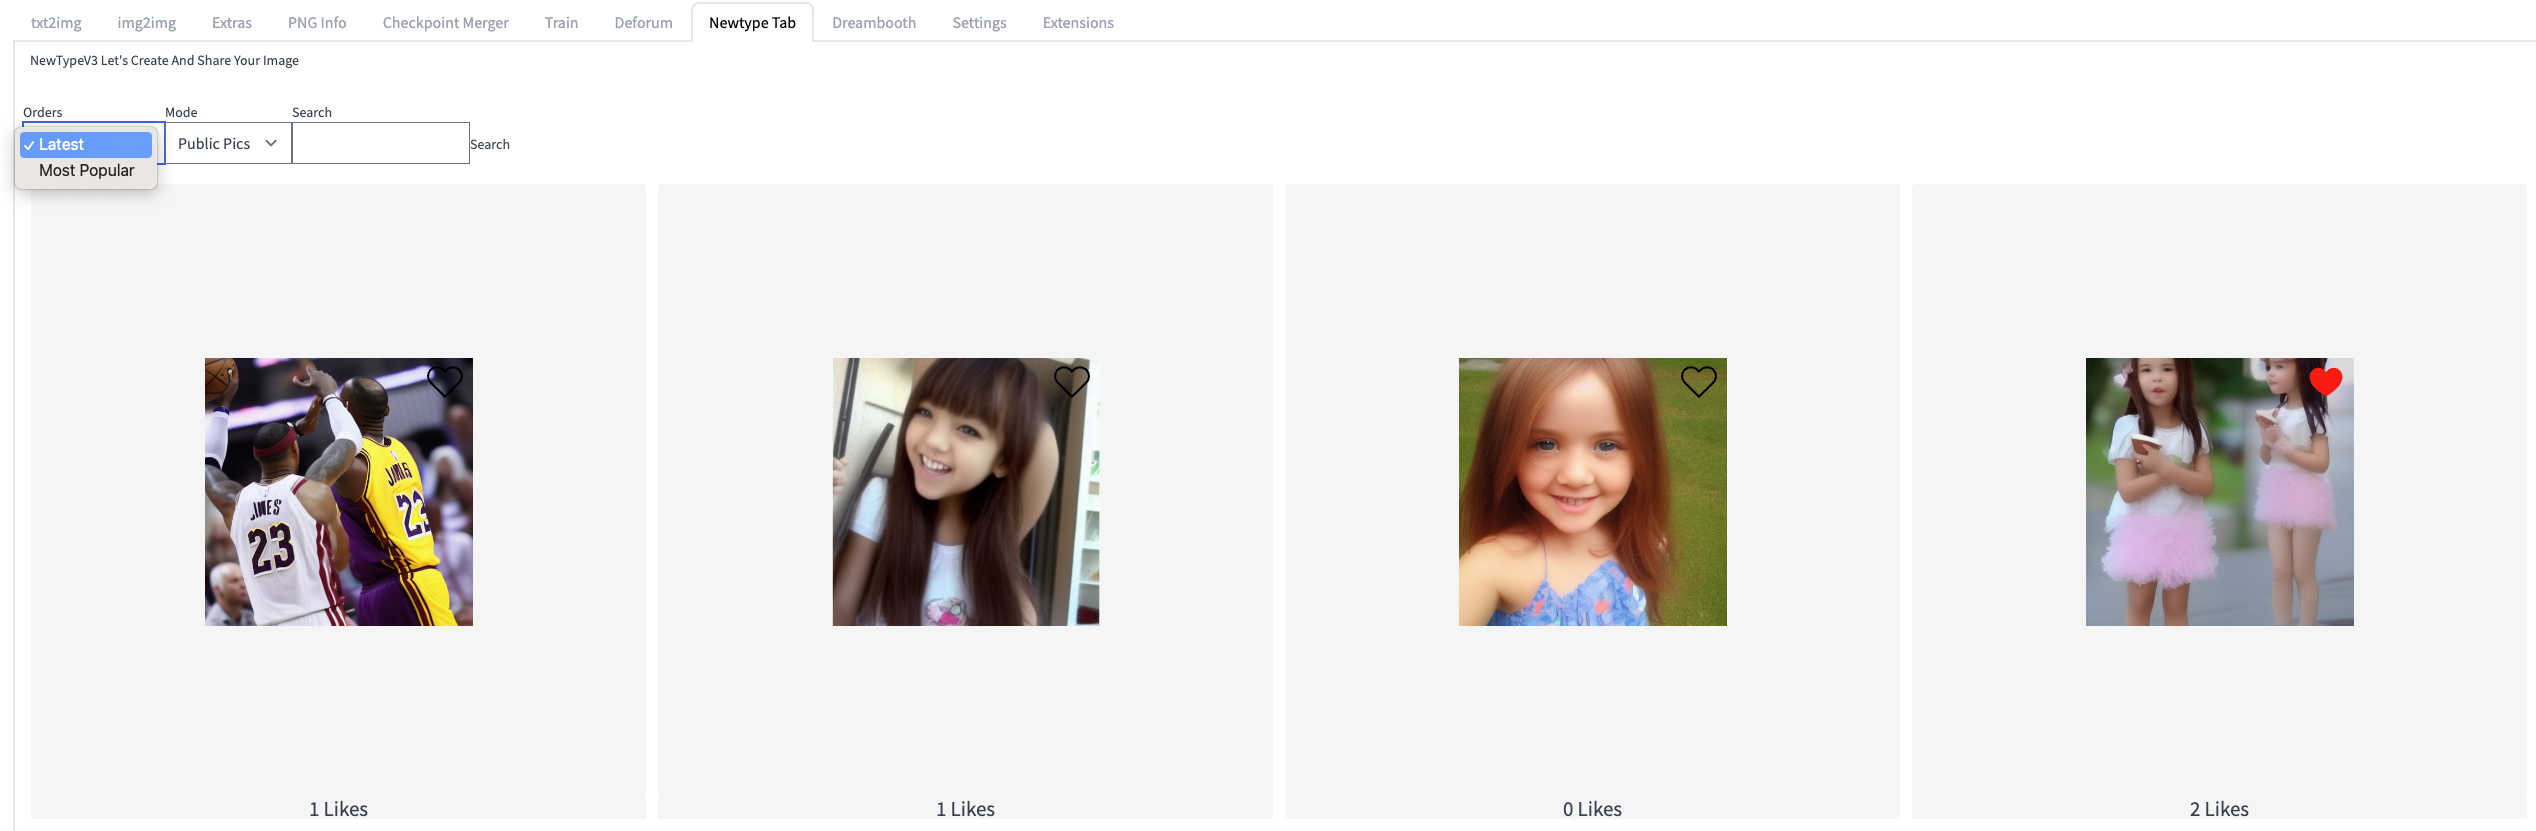 txt2img img2img Extras PNG Info Checkpoint Merger Train Deforum Newtype Tab Dreambooth Settings Extensions
NewTypeV3 Let's Create And Share Your Image
Orders Mode Search
Latest Public Pics Search
Most Popular
JAMES
JIMES
23
23
1 Likes 1 Likes 0 Likes 2 Likes